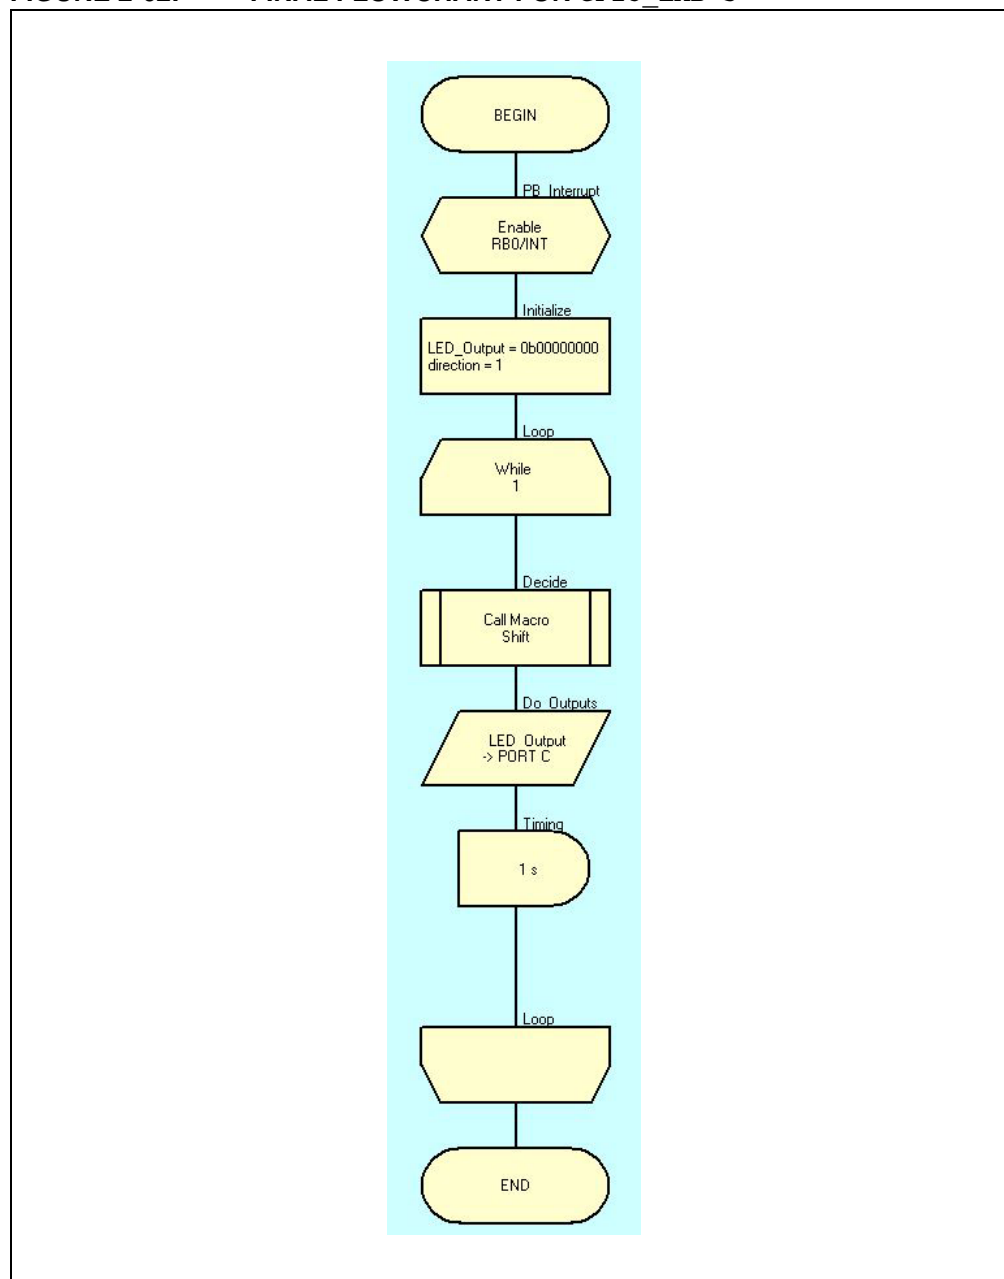 BEGIN
PB_Interrupt
Enable
RB0/INT
Initialize
LED_Output = 0b00000000
direction = 1
Loop
While
1
Decide
Call Macro
Shift
Do_Outputs
LED_Output
-> PORT C
Timing
1 s
Loop
END